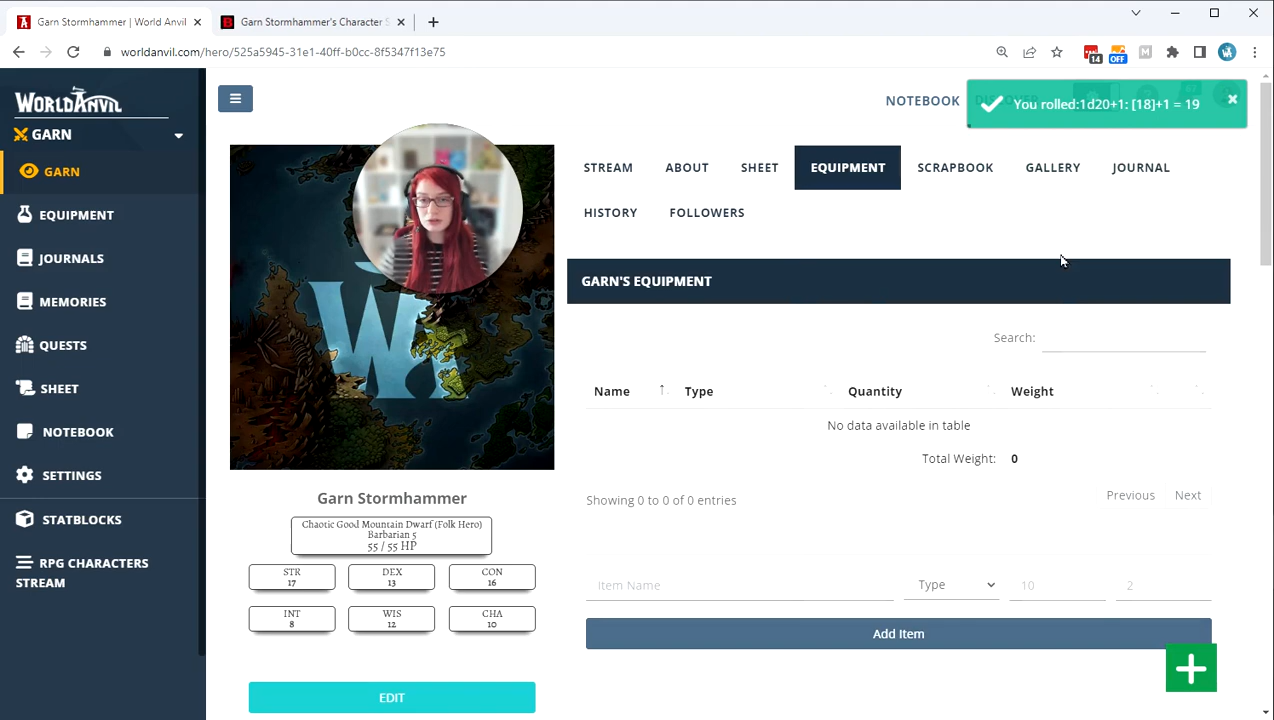 Garn Stormhammer | World Anvil
Garn Stormhammer's Character S
worldanvil.com/hero/525a5945-31e1-40ff-b0cc-8f5347f13e75
14
OFF
WORLDANVIL
GARN
GARN
EQUIPMENT
JOURNALS
MEMORIES
QUESTS
SHEET
NOTEBOOK
SETTINGS
STATBLOCKS
RPG CHARACTERS
STREAM
NOTEBOOK
You rolled:1d20+1: [18]+1 = 19
STREAM ABOUT SHEET EQUIPMENT SCRAPBOOK GALLERY JOURNAL
HISTORY FOLLOWERS
GARN'S EQUIPMENT
Search:
Name Type Quantity Weight
No data available in table
Total Weight: 0
Showing 0 to 0 of 0 entries
Previous Next
Item Name Type 10 2
Add Item
Garn Stormhammer
Chaotic Good Mountain Dwarf (Folk Hero)
Barbarian 5
55 / 55 HP
STR DEX CON
17 13 16
INT WIS CHA
8 12 10
EDIT